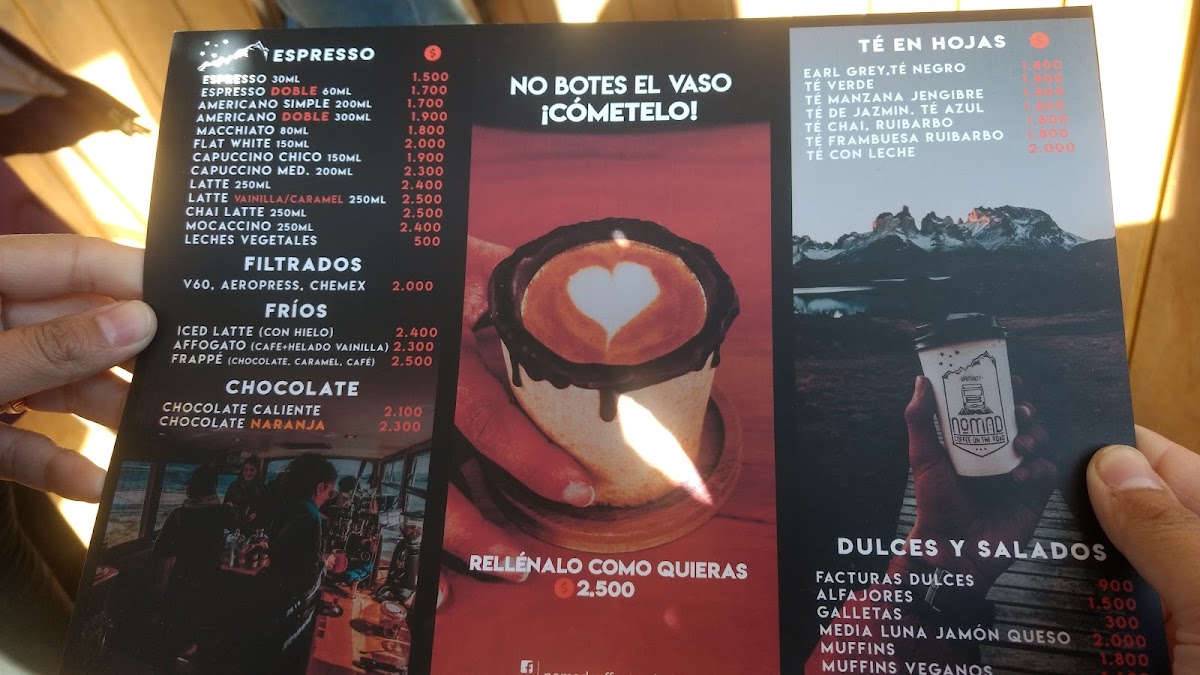 ESPRESSO $
ESPRESSO 30ML 1.500
ESPRESSO DOBLE 60ML 1.700
AMERICANO SIMPLE 200ML 1.700
AMERICANO DOBLE 300ML 1.900
MACCHIATO 80ML 1.800
FLAT WHITE 150ML 2.000
CAPUCCINO CHICO 150ML 1.900
CAPUCCINO MED. 200ML 2.300
LATTE 250ML 2.400
LATTE VAINILLA/CARAMEL 250ML 2.500
CHAI LATTE 250ML 2.500
MOCACCINO 250ML 2.400
LECHES VEGETALES 500
FILTRADOS
V60, AEROPRESS, CHEMEX 2.000
FRÍOS
ICED LATTE (CON HIELO) 2.400
AFFOGATO (CAFE+HELADO VAINILLA) 2.300
FRAPPÉ (CHOCOLATE, CARAMEL, CAFÉ) 2.500
CHOCOLATE
CHOCOLATE CALIENTE 2.100
CHOCOLATE NARANJA 2.300
NO BOTES EL VASO
¡CÓMETELO!
RELLÉNALO COMO QUIERAS
$ 2.500
TÉ EN HOJAS $
EARL GREY,TÉ NEGRO
TÉ VERDE
TÉ MANZANA JENGIBRE
TÉ DE JAZMIN, TÉ AZUL
TÉ CHAI, RUIBARBO 1.800
TÉ FRAMBUESA RUIBARBO 1.800
TÉ CON LECHE 2.000
SPECIALTY
NOMAD
COFFEE ON THE ROAD
DULCES Y SALADOS
FACTURAS DULCES 900
ALFAJORES 1.500
GALLETAS 300
MEDIA LUNA JAMÓN QUESO 2.000
MUFFINS 1.800
MUFFINS VEGANOS